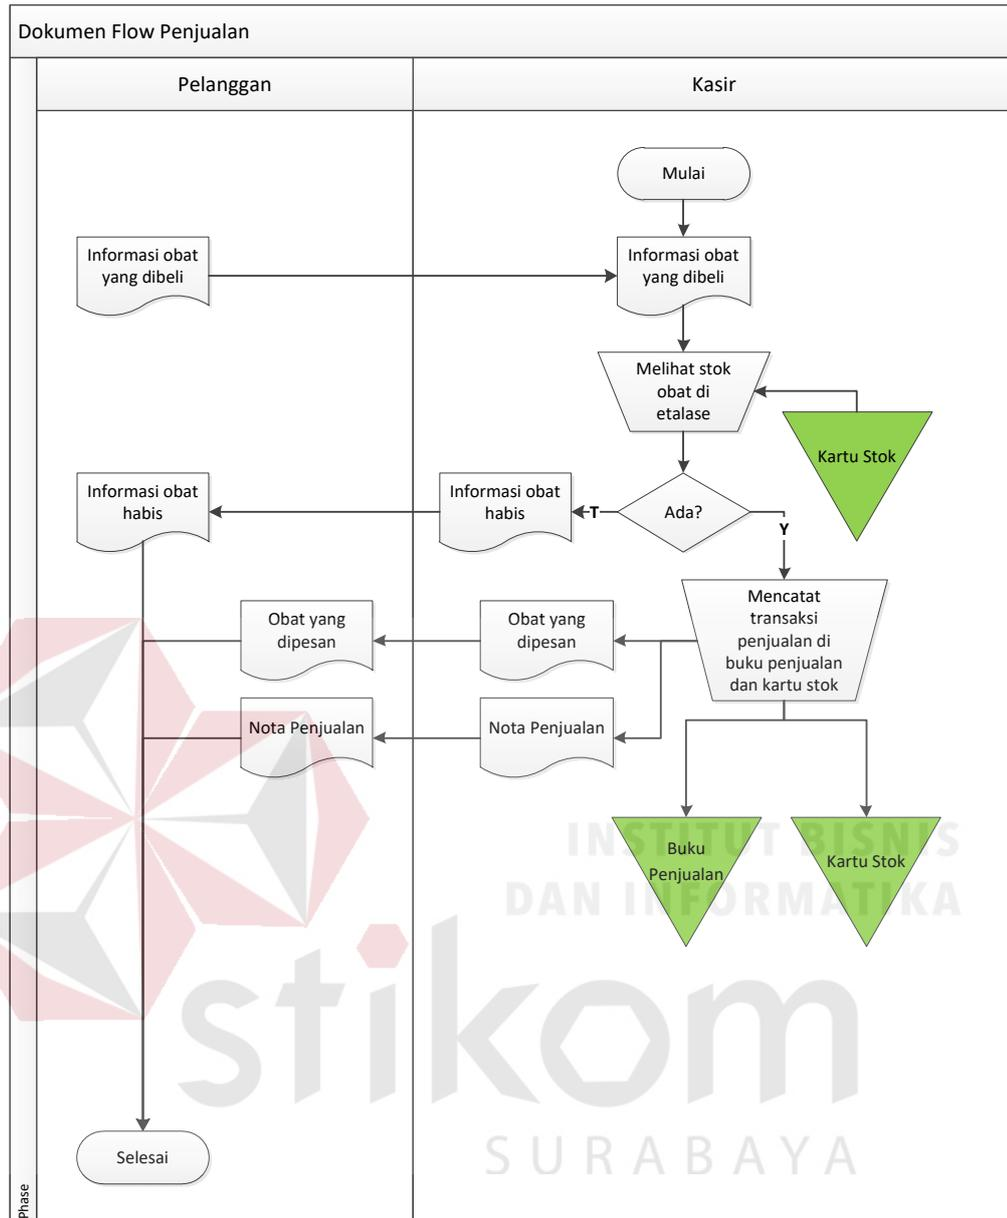 Dokumen Flow Penjualan
Pelanggan
Kasir
Mulai
Informasi obat
yang dibeli
Informasi obat
yang dibeli
Melihat stok
obat di
etalase
Kartu Stok
Informasi obat
habis
Informasi obat
habis
T
Ada?
Y
Obat yang
dipesan
Obat yang
dipesan
Mencatat
transaksi
penjualan di
buku penjualan
dan kartu stok
Nota Penjualan
Nota Penjualan
Buku
Penjualan
Kartu Stok
INSTITUT BISNIS
DAN INFORMATIKA
stikom
SURABAYA
Selesai
Phase